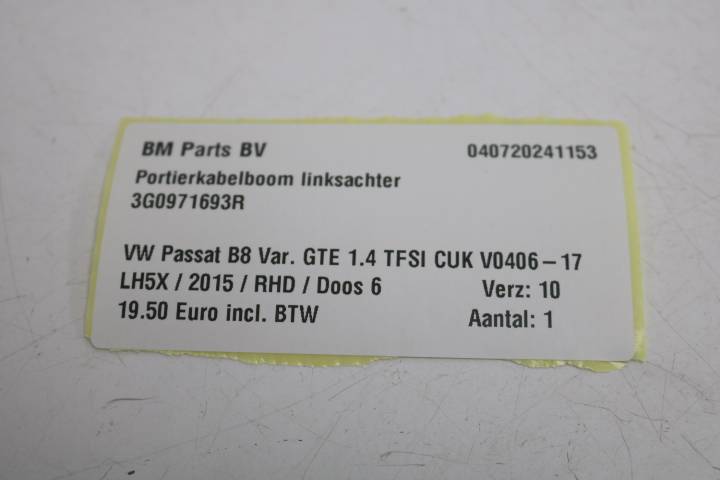 BM Parts BV 040720241153
Portierkabelboom linksachter
3G0971693R
VW Passat B8 Var. GTE 1.4 TFSI CUK V0406-17
LH5X / 2015 / RHD / Doos 6 Verz: 10
19.50 Euro incl. BTW Aantal: 1